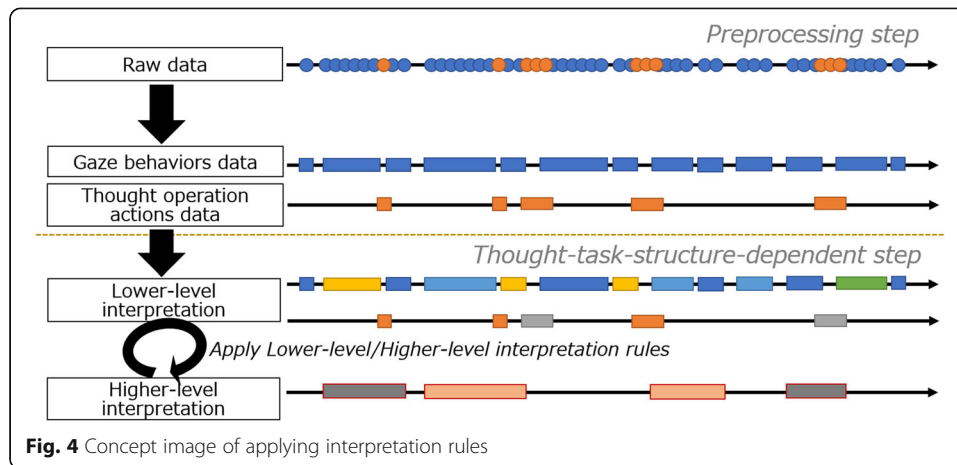 Preprocessing step
Raw data
Gaze behaviors data
Thought operation
actions data
Thought-task-structure-dependent step
Lower-level
interpretation
Apply Lower-level/Higher-level interpretation rules
Higher-level
interpretation
Fig. 4 Concept image of applying interpretation rules